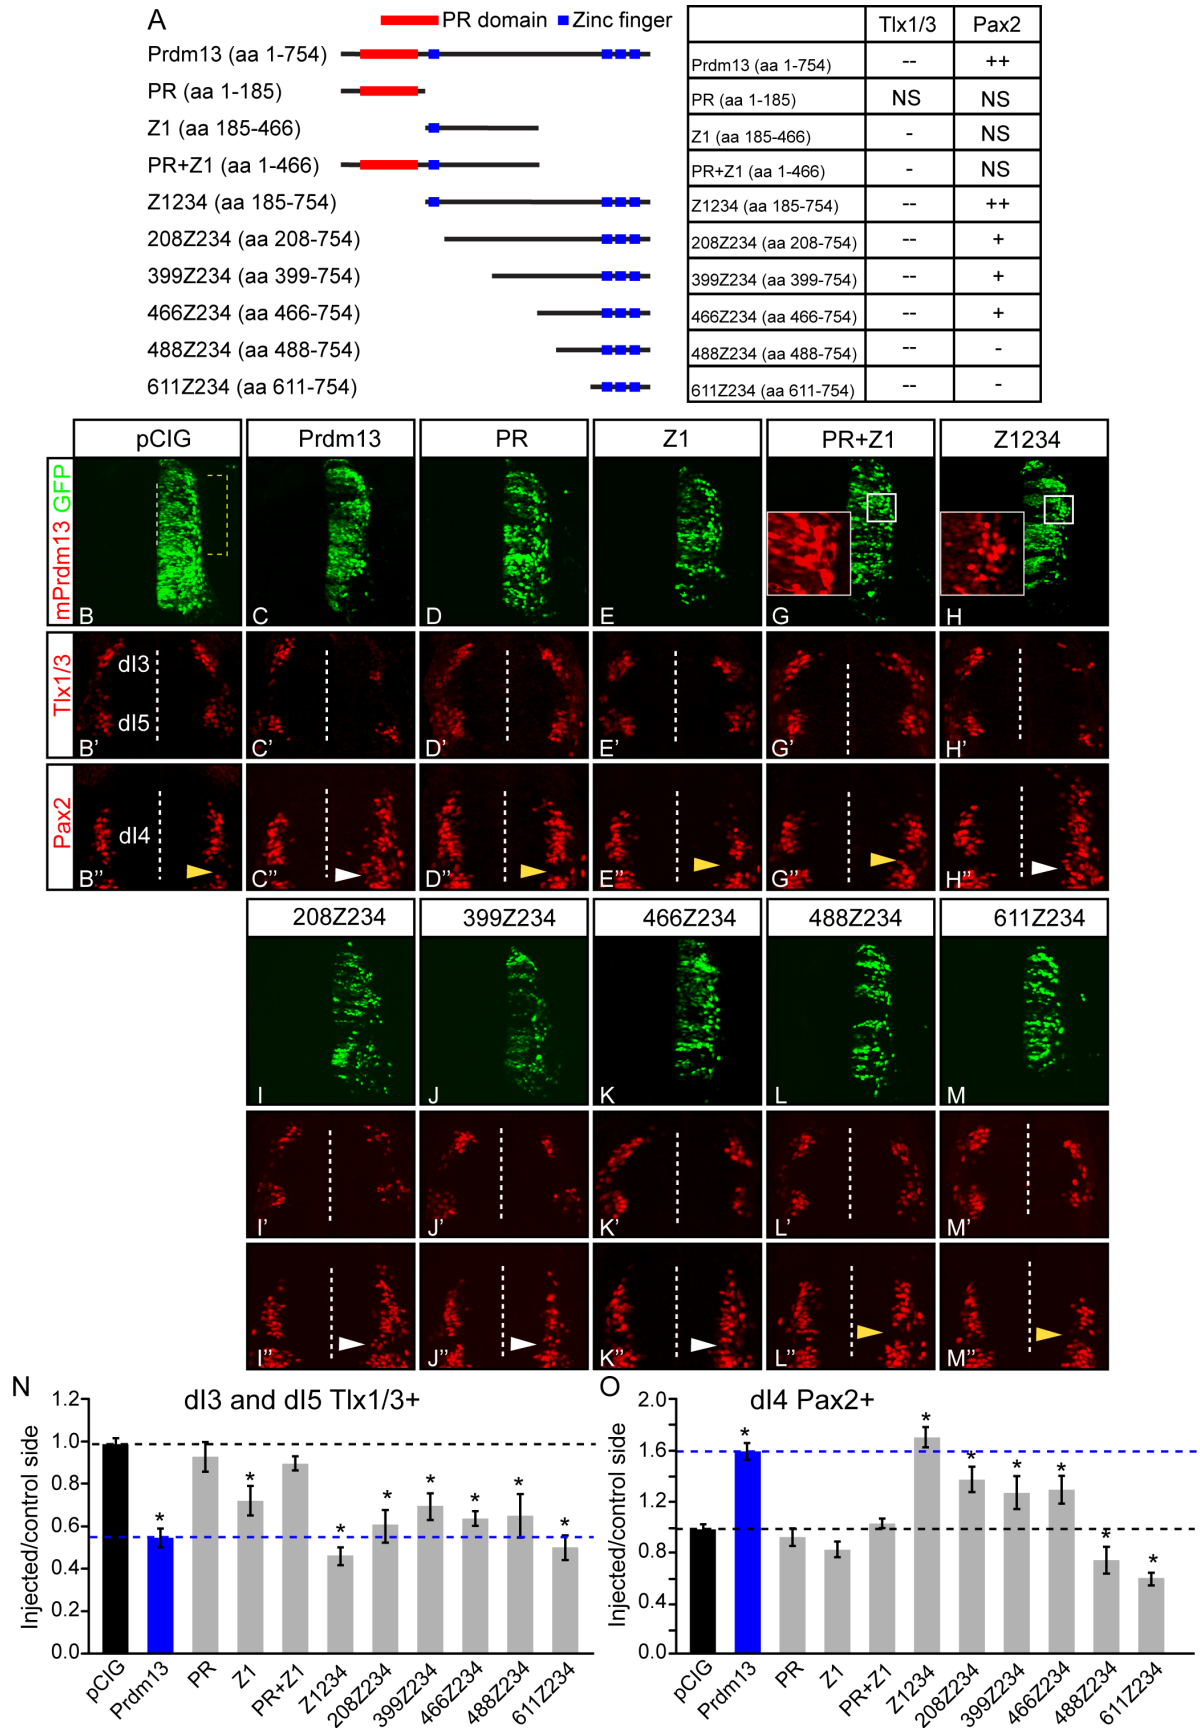 A
PR domain
Zinc finger
Prdm13 (aa 1-754)
PR (aa 1-185)
Z1 (aa 185-466)
PR+Z1 (aa 1-466)
Z1234 (aa 185-754)
208Z234 (aa 208-754)
399Z234 (aa 399-754)
466Z234 (aa 466-754)
488Z234 (aa 488-754)
611Z234 (aa 611-754)
Tlx1/3 Pax2
Prdm13 (aa 1-754) -- ++
PR (aa 1-185) NS NS
Z1 (aa 185-466) - NS
PR+Z1 (aa 1-466) - NS
Z1234 (aa 185-754) -- ++
208Z234 (aa 208-754) -- +
399Z234 (aa 399-754) -- +
466Z234 (aa 466-754) -- +
488Z234 (aa 488-754) -- -
611Z234 (aa 611-754) -- -
pCIG Prdm13 PR Z1 PR+Z1 Z1234
mPrdm13 GFP
B C D E G H
Tlx1/3
dI3
dI5
B' C' D' E' G' H'
Pax2
dI4
B'' C'' D'' E'' G'' H''
208Z234 399Z234 466Z234 488Z234 611Z234
I J K L M
I' J' K' L' M'
I'' J'' K'' L'' M''
N
dI3 and dI5 Tlx1/3+
Injected/control side
1.2
1.0
0.8
0.6
0.4
0.2
0.0
* * * * * * * *
pCIG Prdm13 PR Z1 PR+Z1 Z1234 208Z234 399Z234 466Z234 488Z234 611Z234
O
dI4 Pax2+
Injected/control side
2.0
1.6
1.2
0.8
0.4
0.0
* * * * * * *
pCIG Prdm13 PR Z1 PR+Z1 Z1234 208Z234 399Z234 466Z234 488Z234 611Z234